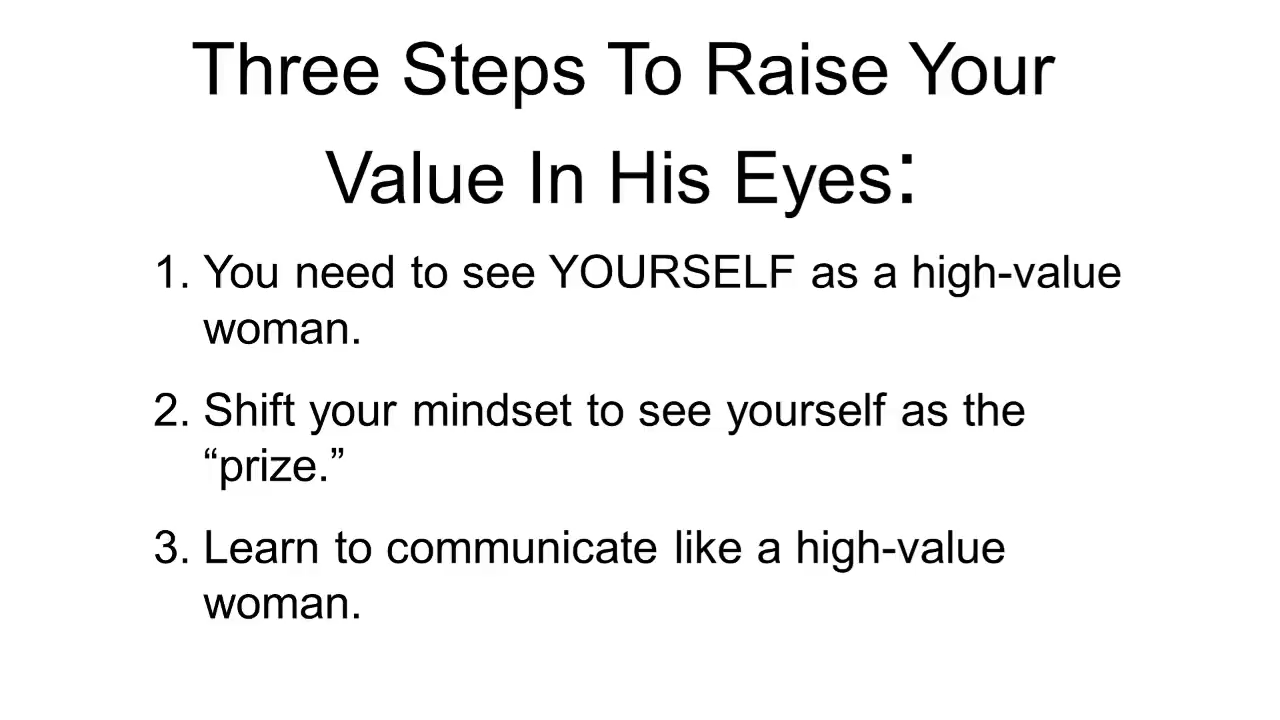 Three Steps To Raise Your
Value In His Eyes:
1. You need to see YOURSELF as a high-value
woman.
2. Shift your mindset to see yourself as the
“prize.”
3. Learn to communicate like a high-value
woman.